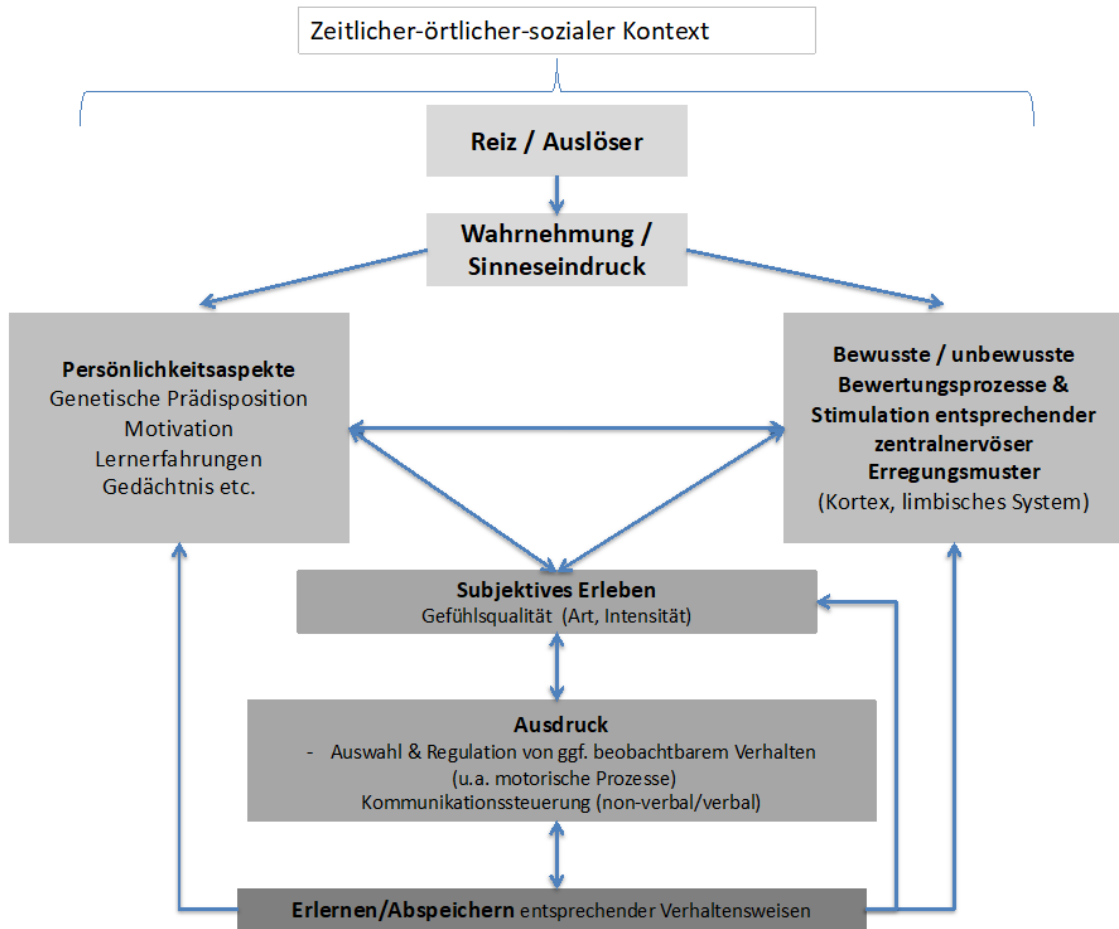 Zeitlicher-örtlicher-sozialer Kontext
Reiz / Auslöser
Wahrnehmung /
Sinneseindruck
Persönlichkeitsaspekte
Genetische Prädisposition
Motivation
Lernerfahrungen
Gedächtnis etc.
Bewusste / unbewusste
Bewertungsprozesse &
Stimulation entsprechender
zentralnervöser
Erregungsmuster
(Kortex, limbisches System)
Subjektives Erleben
Gefühlsqualität (Art, Intensität)
Ausdruck
- Auswahl & Regulation von ggf. beobachtbarem Verhalten
(u.a. motorische Prozesse)
Kommunikationssteuerung (non-verbal/verbal)
Erlernen/Abspeichern entsprechender Verhaltensweisen